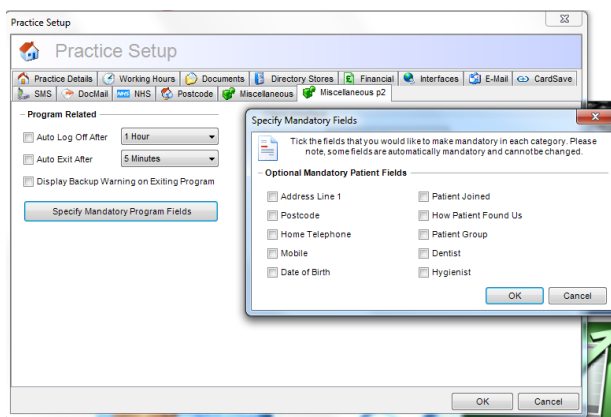 Practice Setup
Practice Setup
Practice Details Working Hours Documents Directory Stores Financial Interfaces E-Mail CardSave
SMS DocMail NHS NHS Postcode Miscellaneous Miscellaneous p2
Program Related
Auto Log Off After 1 Hour
Auto Exit After 5 Minutes
Display Backup Warning on Exiting Program
Specify Mandatory Program Fields
Specify Mandatory Fields
Tick the fields that you would like to make mandatory in each category. Please
note, some fields are automatically mandatory and cannotbe changed.
Optional Mandatory Patient Fields
Address Line 1 Patient Joined
Postcode How Patient Found Us
Home Telephone Patient Group
Mobile Dentist
Date of Birth Hygienist
OK Cancel
OK Cancel